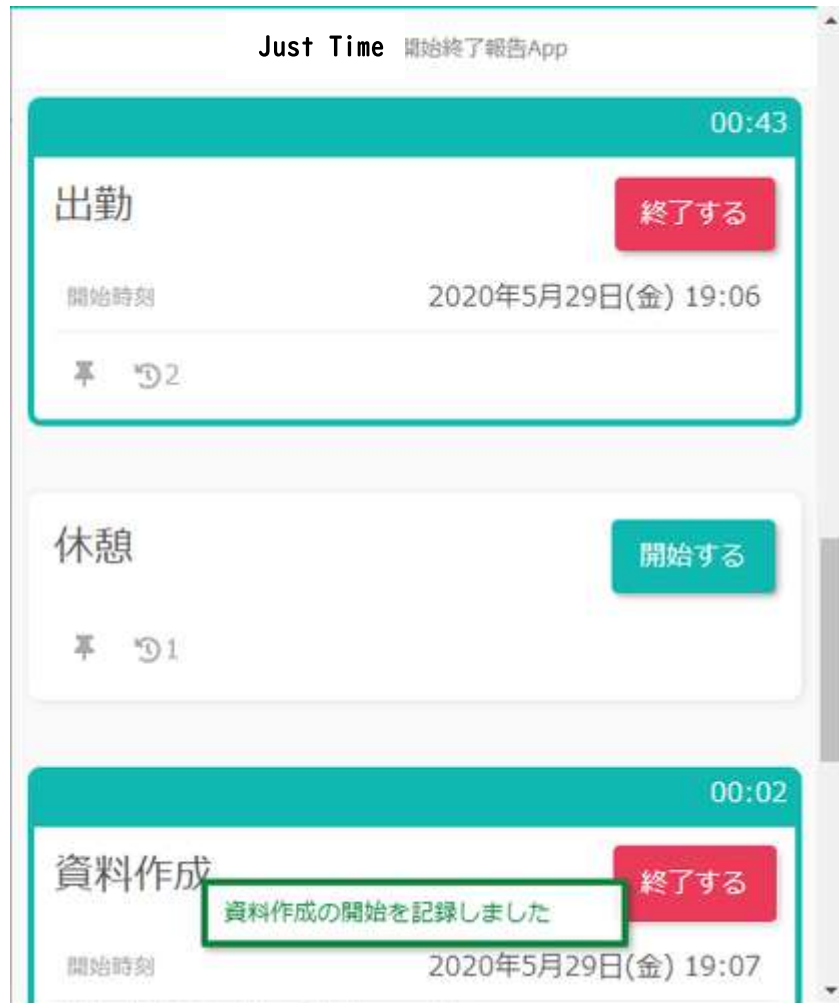 Just Time 開始終了報告App
00:43
出勤
終了する
開始時刻 2020年5月29日(金) 19:06
2
休憩
開始する
1
00:02
資料作成
終了する
資料作成の開始を記録しました
開始時刻 2020年5月29日(金) 19:07